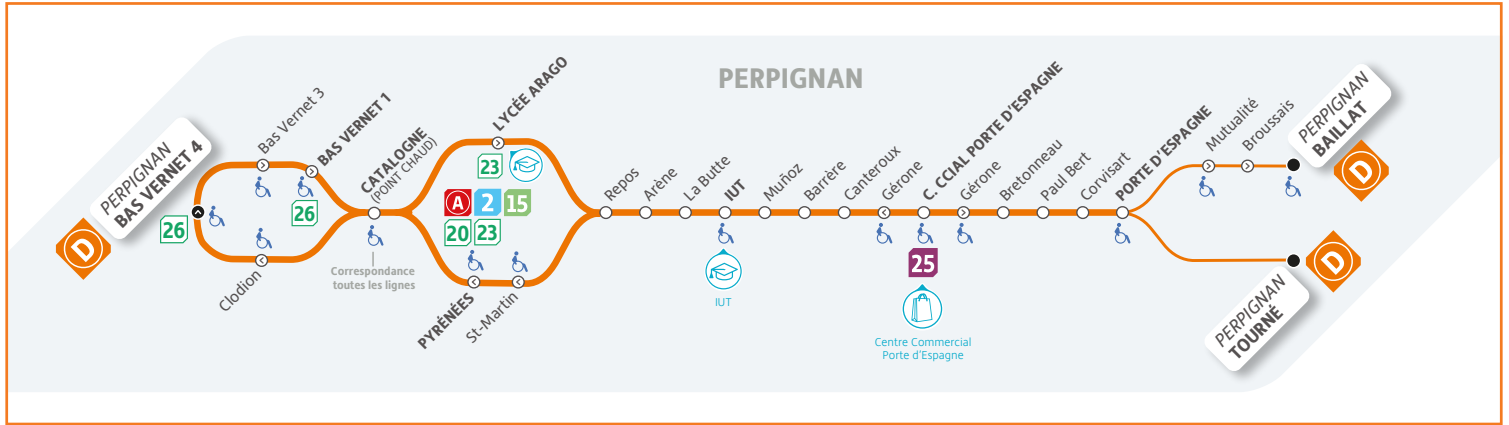 PERPIGNAN
D
PERPIGNAN
BAS VERNET 4
26
Bas Vernet 3
BAS VERNET 1
26
Clodion
CATALOGNE
(POINT CHAUD)
Correspondance
toutes les lignes
LYCÉE ARAGO
23
A 2 15
20 23
PYRÉNÉES
St-Martin
Repos
Arène
La Butte
IUT
IUT
Muñoz
Barrère
Canteroux
Gérone
C. CCIAL PORTE D'ESPAGNE
25
Centre Commercial
Porte d'Espagne
Gérone
Bretonneau
Paul Bert
Corvisart
PORTE D'ESPAGNE
Mutualité
Broussais
PERPIGNAN
BAILLAT
D
PERPIGNAN
TOURNÉ
D